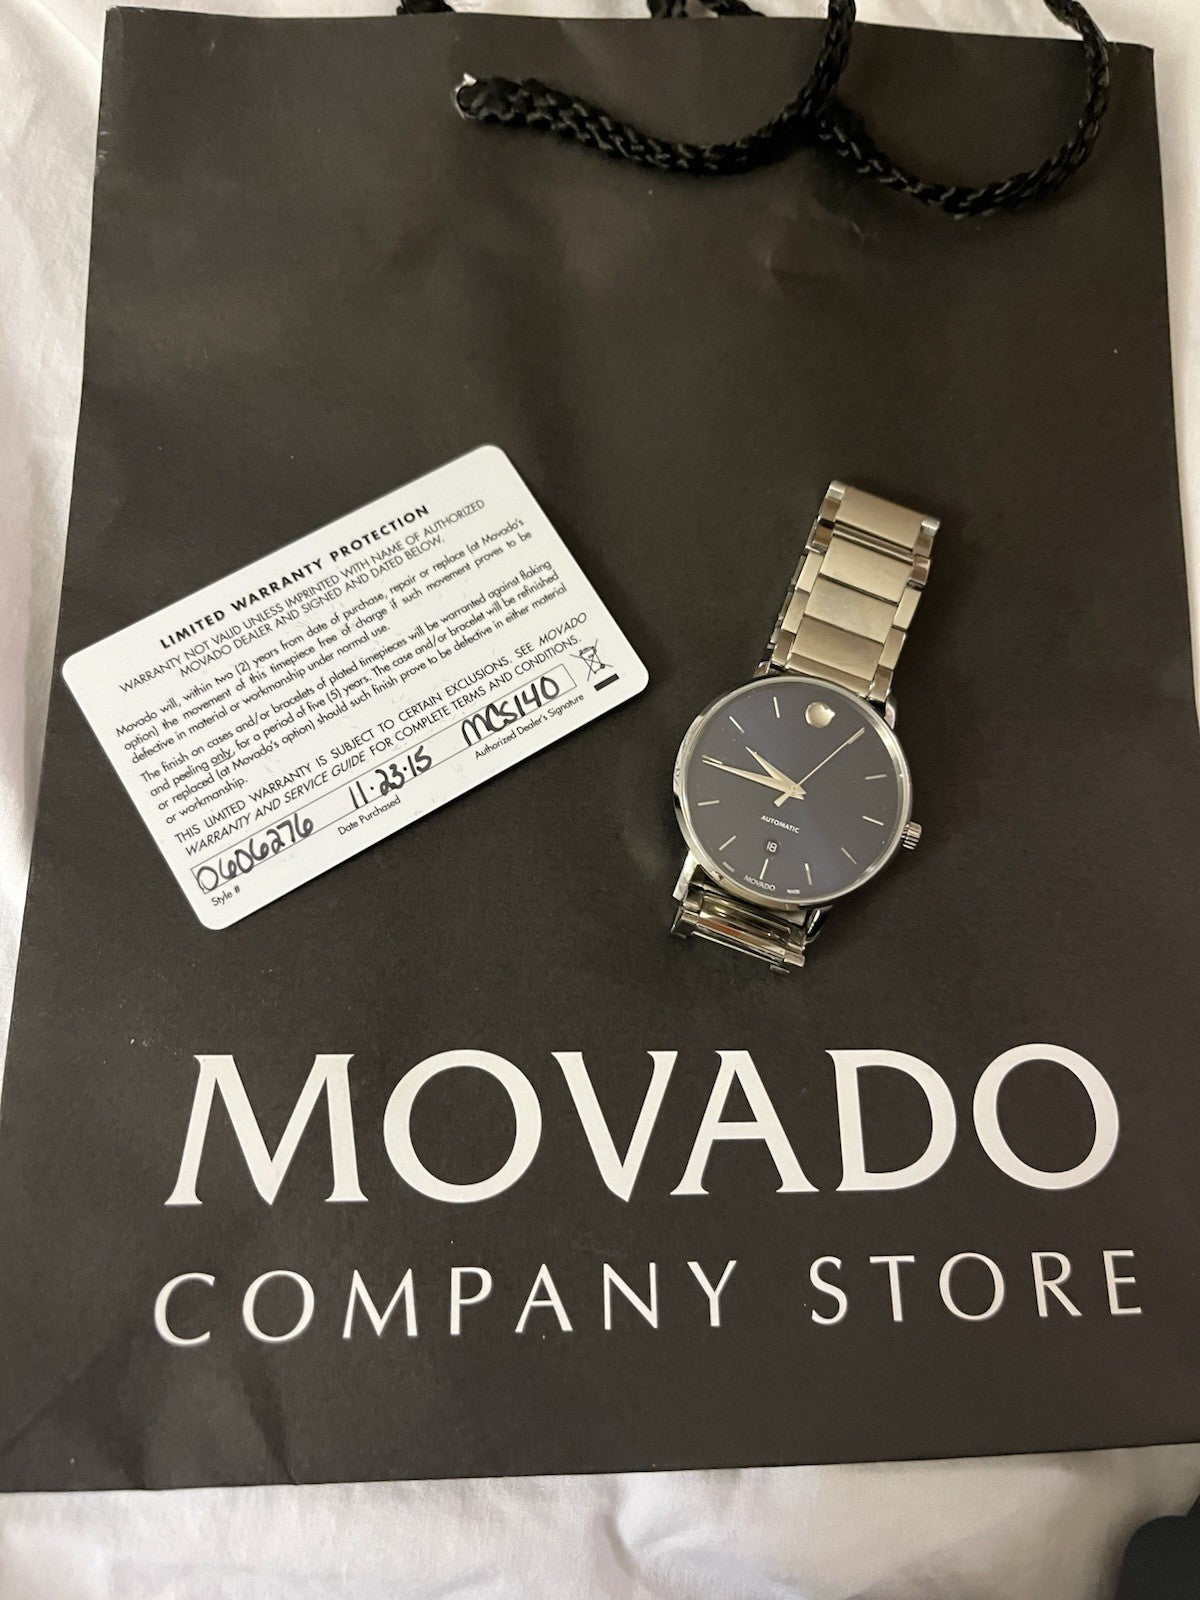 LIMITED WARRANTY PROTECTION
WARRANTY NOT VALID UNLESS IMPRINTED WITH NAME OF AUTHORIZED
MOVADO DEALER AND SIGNED AND DATED BELOW.
Movado will, within two (2) years from date of purchase, repair or replace (at Movado's
option) the movement of this timepiece free of charge if such movement proves to be
defective in material or workmanship under normal use.
The finish on cases and/or bracelets of plated timepieces will be warranted against flaking
and peeling only, for a period of five (5) years. The case and/or bracelet will be refinished
or replaced (at Movado's option) should such finish prove to be defective in either material
or workmanship.
THIS LIMITED WARRANTY IS SUBJECT TO CERTAIN EXCLUSIONS. SEE MOVADO
WARRANTY AND SERVICE GUIDE FOR COMPLETE TERMS AND CONDITIONS.
0606276 11·23·15 MCS140
Style # Date Purchased Authorized Dealer's Signature
AUTOMATIC
18
SWISS MOVADO MADE
MOVADO
COMPANY STORE